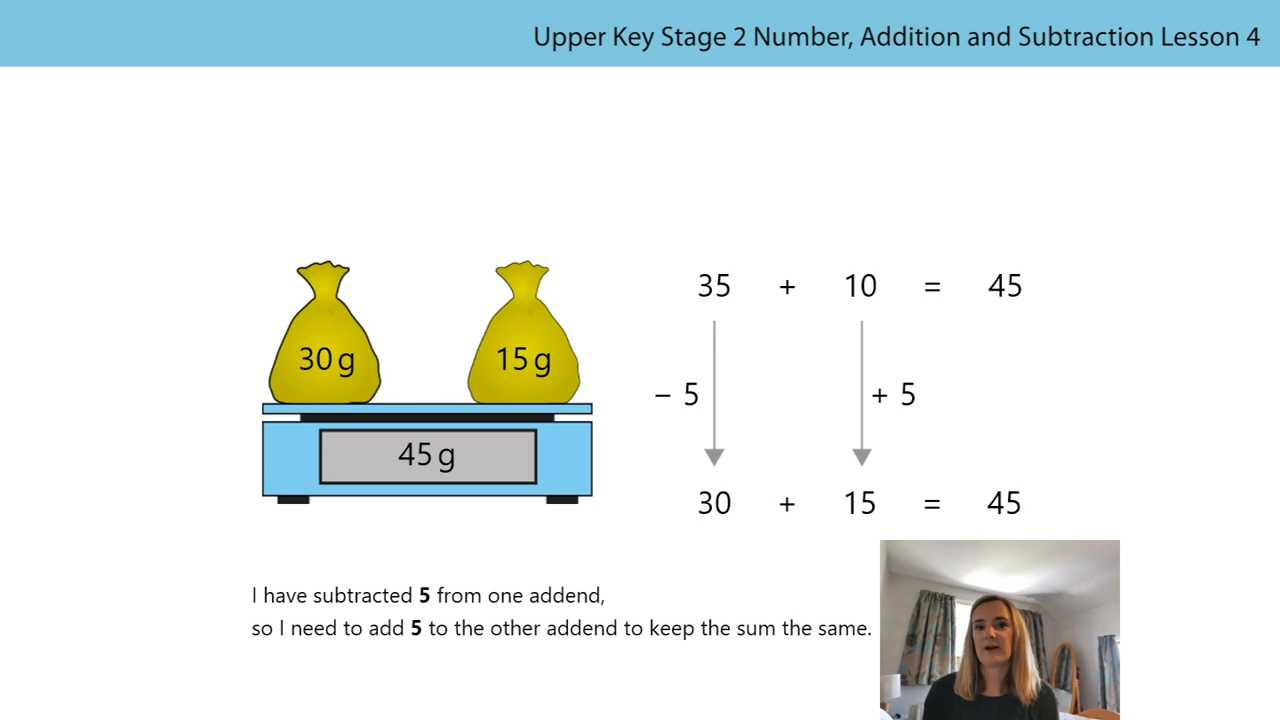 Upper Key Stage 2 Number, Addition and Subtraction Lesson 4
30 g 15 g
45 g
35 + 10 = 45
− 5 + 5
30 + 15 = 45
I have subtracted 5 from one addend,
so I need to add 5 to the other addend to keep the sum the same.